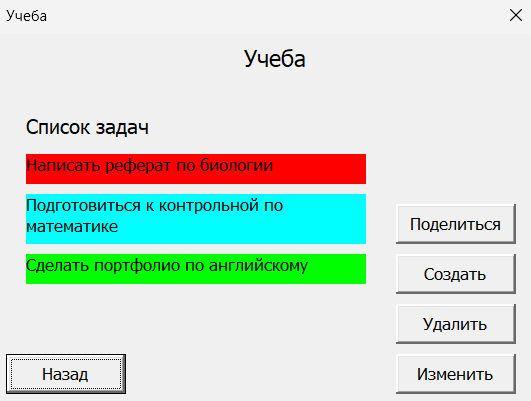 Учеба
Учеба
Список задач
Написать реферат по биологии
Подготовиться к контрольной по
математике
Сделать портфолио по английскому
Поделиться
Создать
Удалить
Назад
Изменить